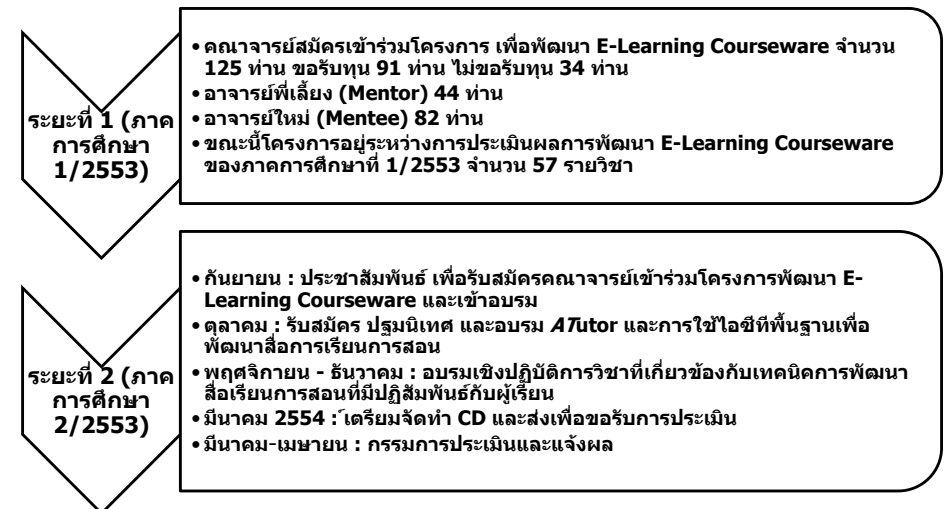 ระยะที่ 1 (ภาค
การศึกษา
1/2553)
•คณาจารย์สมัครเข้าร่วมโครงการ เพื่อพัฒนา E-Learning Courseware จำนวน
125 ท่าน ขอรับทุน 91 ท่าน ไม่ขอรับทุน 34 ท่าน
•อาจารย์พี่เลี้ยง (Mentor) 44 ท่าน
•อาจารย์ใหม่ (Mentee) 82 ท่าน
•ขณะนี้โครงการอยู่ระหว่างการประเมินผลการพัฒนา E-Learning Courseware
ของภาคการศึกษาที่ 1/2553 จำนวน 57 รายวิชา
ระยะที่ 2 (ภาค
การศึกษา
2/2553)
•กันยายน : ประชาสัมพันธ์ เพื่อรับสมัครคณาจารย์เข้าร่วมโครงการพัฒนา E-
Learning Courseware และเข้าอบรม
•ตุลาคม : รับสมัคร ปฐมนิเทศ และอบรม ATutor และการใช้ไอซีทีพื้นฐานเพื่อ
พัฒนาสื่อการเรียนการสอน
•พฤศจิกายน - ธันวาคม : อบรมเชิงปฏิบัติการวิชาที่เกี่ยวข้องกับเทคนิคการพัฒนา
สื่อเรียนการสอนที่มีปฏิสัมพันธ์กับผู้เรียน
•มีนาคม 2554 : ่เตรียมจัดทำ CD และส่งเพื่อขอรับการประเมิน
•มีนาคม-เมษายน : กรรมการประเมินและแจ้งผล